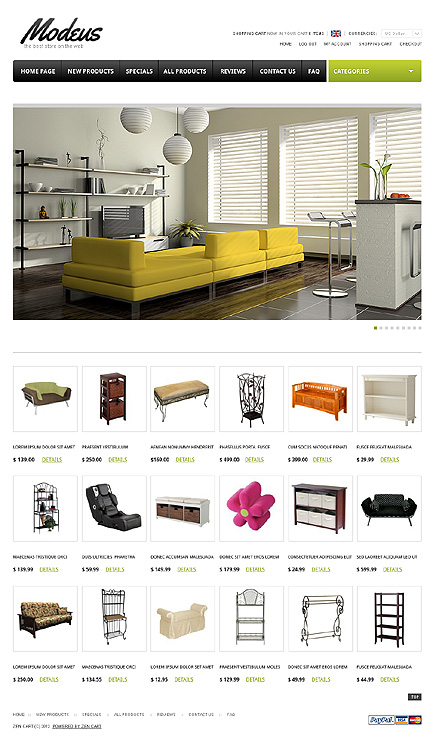 Modeus
the best store on the web
SHOPPING CART NOW IN YOUR CART 0 ITEMS
CURRENCIES: US Dollar
HOME LOG OUT MY ACCOUNT SHOPPING CART CHECKOUT
HOME PAGE NEW PRODUCTS SPECIALS ALL PRODUCTS REVIEWS CONTACT US FAQ CATEGORIES
LOREM IPSUM DOLOR SIT AMET PRAESENT VESTIBULUM AENEAN NONUMMY HENDRERIT PHASELLUS PORTA FUSCE CUM SOCIIS NATOQUE PENATI FUSCE FEUGIAT MALESUADA
$ 139.00 DETAILS $ 250.00 DETAILS $160.00 DETAILS $ 499.00 DETAILS $ 399.00 DETAILS $ 29.99 DETAILS
MAECENAS TRISTIQUE ORCI DUIS ULTRICIES PHARETRA DONEC ACCUMSAN MALESUADA DONEC SIT AMET EROS LOREM CONSECTETUER ADIPISCING ELIT SED LAOREET ALIQUAM LEO UT
$ 139.99 DETAILS $ 59.99 DETAILS $ 149.99 DETAILS $ 179.99 DETAILS $ 24.99 DETAILS $ 599.99 DETAILS
MAECENAS TRISTIQUE ORCI MAECENAS TRISTIQUE ORCI LOREM IPSUM DOLOR SIT AMET PRAESENT VESTIBULUM MOLES DONEC SIT AMET EROS LOREM FUSCE FEUGIAT MALESUADA
$ 250.00 DETAILS $ 134.55 DETAILS $ 12.95 DETAILS $ 129.99 DETAILS $ 49.99 DETAILS $ 44.99 DETAILS
TOP
HOME :: NEW PRODUCTS :: SPECIALS :: ALL PRODUCTS :: REVIEWS :: CONTACT US :: FAQ
ZEN CART (C) 2012 POWERED BY ZEN CART
PayPal VISA